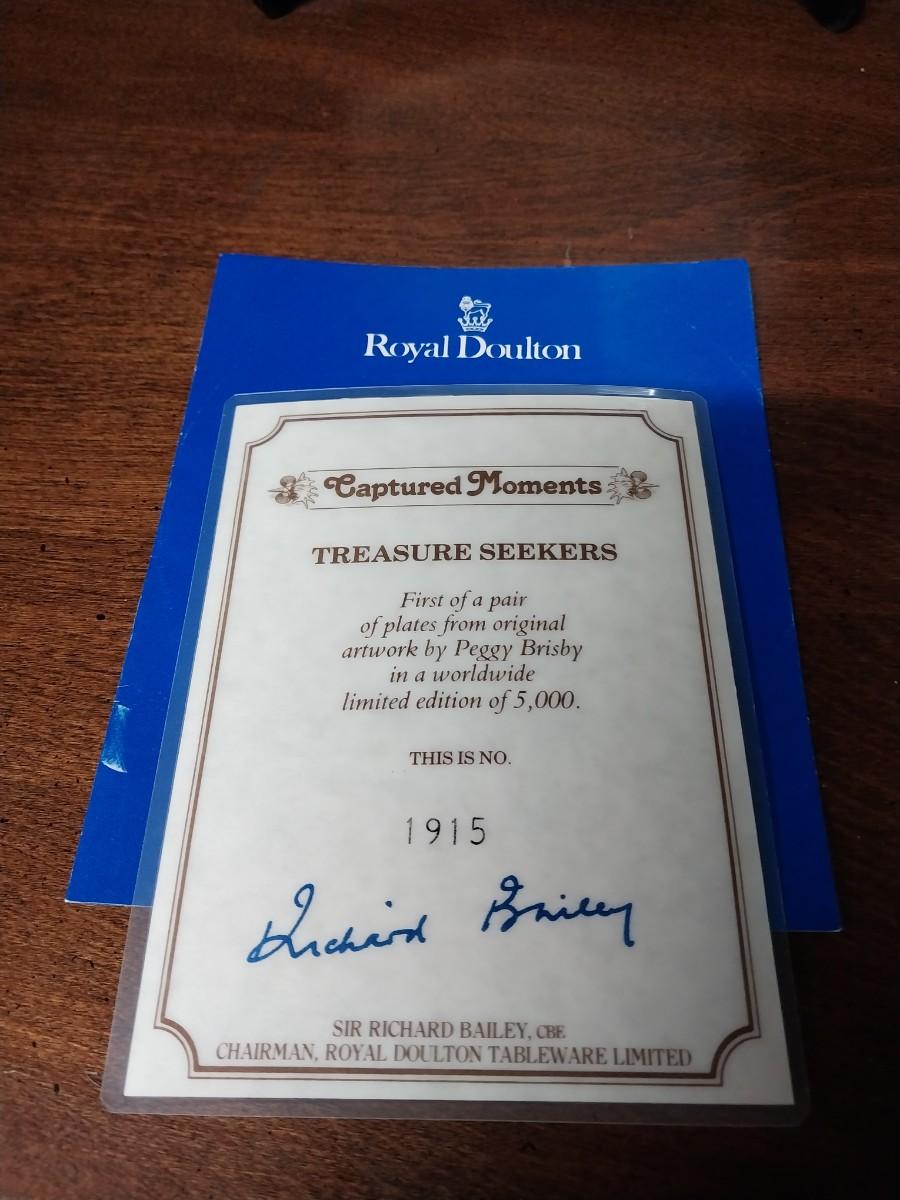 Royal Doulton
Captured Moments
TREASURE SEEKERS
First of a pair
of plates from original
artwork by Peggy Brisby
in a worldwide
limited edition of 5,000.
THIS IS NO.
1915
Richard Bailey
SIR RICHARD BAILEY, CBE
CHAIRMAN, ROYAL DOULTON TABLEWARE LIMITED